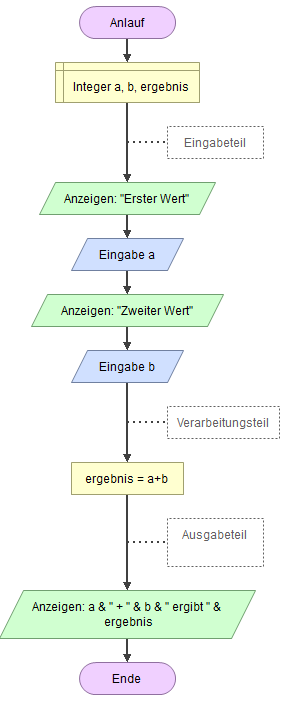 Anlauf
Integer a, b, ergebnis
Eingabeteil
Anzeigen: "Erster Wert"
Eingabe a
Anzeigen: "Zweiter Wert"
Eingabe b
Verarbeitungsteil
ergebnis = a+b
Ausgabeteil
Anzeigen: a & " + " & b & " ergibt " &
ergebnis
Ende